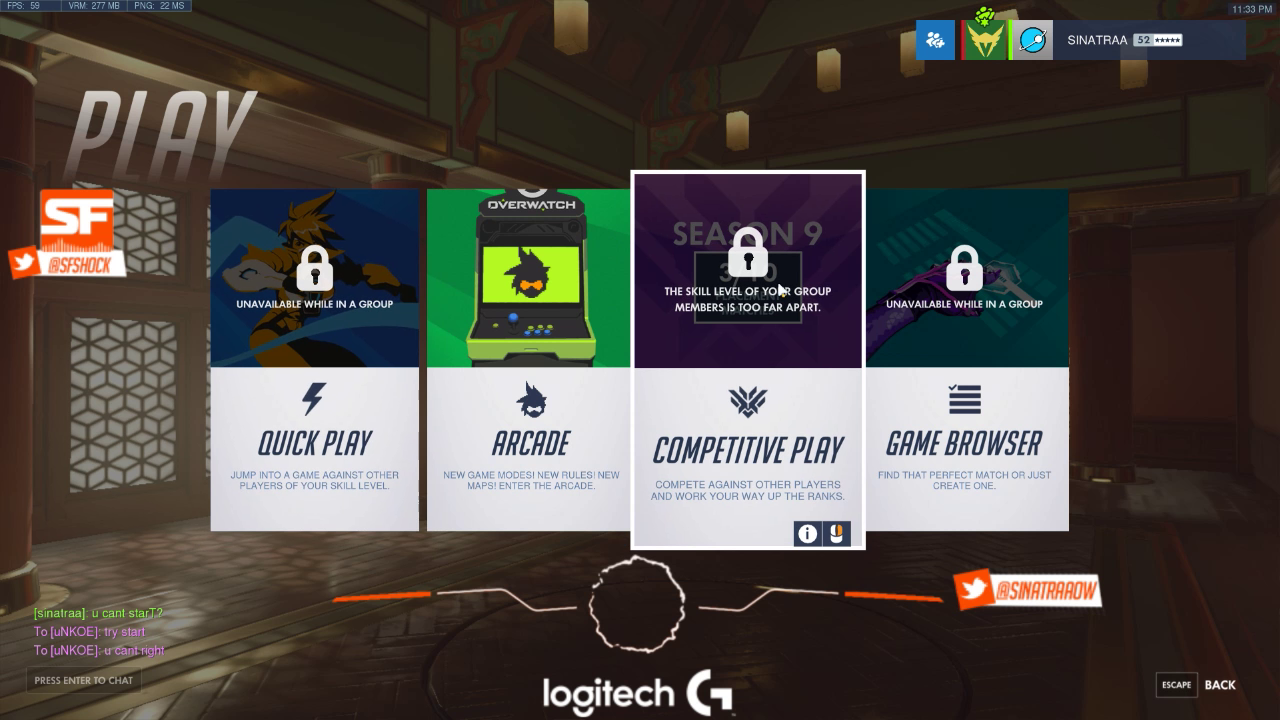 FPS: 59 VRM: 277 MB PNG: 22 MS
11:33 PM
SINATRAA 52
PLAY
SF
@SFSHOCK
UNAVAILABLE WHILE IN A GROUP
QUICK PLAY
JUMP INTO A GAME AGAINST OTHER
PLAYERS OF YOUR SKILL LEVEL.
OVERWATCH
ARCADE
NEW GAME MODES! NEW RULES! NEW
MAPS! ENTER THE ARCADE.
SEASON 9
3/10
PLACEMENT
MATCHES
THE SKILL LEVEL OF YOUR GROUP
MEMBERS IS TOO FAR APART.
COMPETITIVE PLAY
COMPETE AGAINST OTHER PLAYERS
AND WORK YOUR WAY UP THE RANKS.
UNAVAILABLE WHILE IN A GROUP
GAME BROWSER
FIND THAT PERFECT MATCH OR JUST
CREATE ONE.
@SINATRAAOW
[sinatraa]: u cant starT?
To [uNKOE]: try start
To [uNKOE]: u cant right
PRESS ENTER TO CHAT
logitech G
ESCAPE BACK